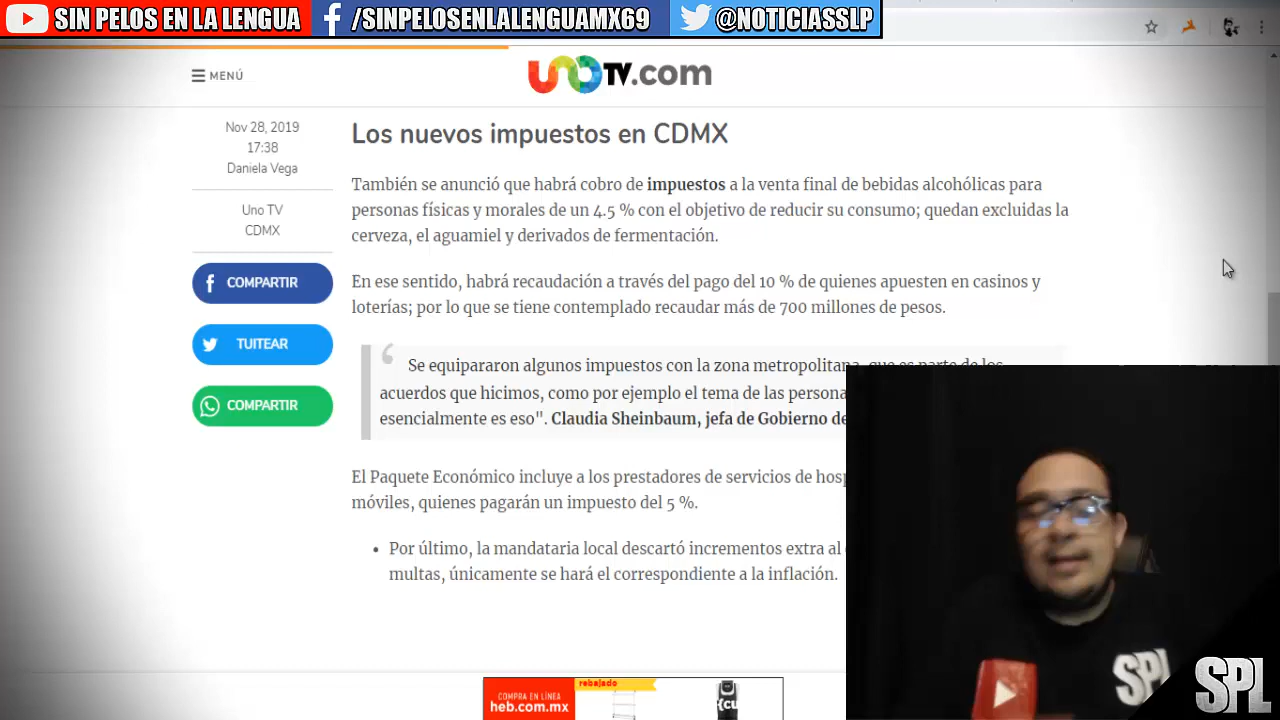 SIN PELOS EN LA LENGUA
/SINPELOSENLALENGUAMX69
@NOTICIASSLP
MENÚ
UNO TV.com
Nov 28, 2019
17:38
Daniela Vega
Uno TV
CDMX
COMPARTIR
TUITEAR
COMPARTIR
Los nuevos impuestos en CDMX
También se anunció que habrá cobro de impuestos a la venta final de bebidas alcohólicas para
personas físicas y morales de un 4.5 % con el objetivo de reducir su consumo; quedan excluidas la
cerveza, el aguamiel y derivados de fermentación.
En ese sentido, habrá recaudación a través del pago del 10 % de quienes apuesten en casinos y
loterías; por lo que se tiene contemplado recaudar más de 700 millones de pesos.
Se equipararon algunos impuestos con la zona metropolitana, que es parte de los
acuerdos que hicimos, como por ejemplo el tema de las persona
esencialmente es eso". Claudia Sheinbaum, jefa de Gobierno de
El Paquete Económico incluye a los prestadores de servicios de hosp
móviles, quienes pagarán un impuesto del 5 %.
• Por último, la mandataria local descartó incrementos extra al
multas, únicamente se hará el correspondiente a la inflación.
COMPRA EN LÍNEA
heb.com.mx
rebajado
SPL
SPL